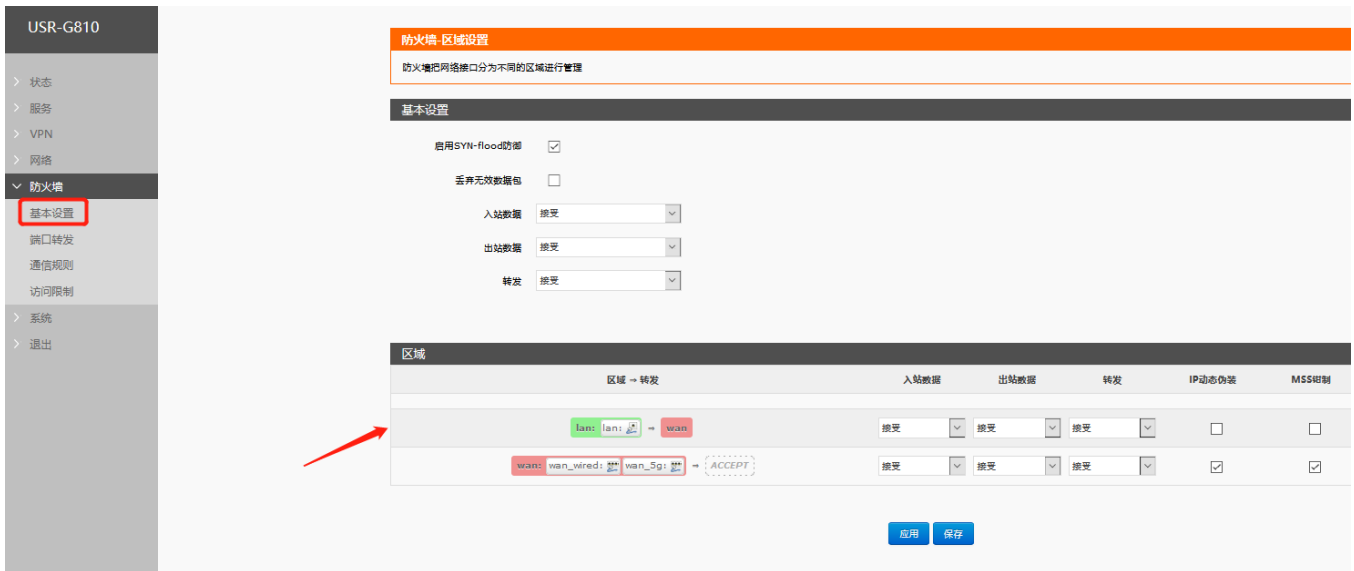 USR-G810
状态
服务
VPN
网络
防火墙
基本设置
端口转发
通信规则
访问限制
系统
退出
防火墙-区域设置
防火墙把网络接口分为不同的区域进行管理
基本设置
启用SYN-flood防御
丢弃无效数据包
入站数据 接受
出站数据 接受
转发 接受
区域
区域 ⇒ 转发 入站数据 出站数据 转发 IP动态伪装 MSS钳制
lan: lan: ⇒ wan 接受 接受 接受
wan: wan_wired: wan_5g: ⇒ ACCEPT 接受 接受 接受
应用 保存